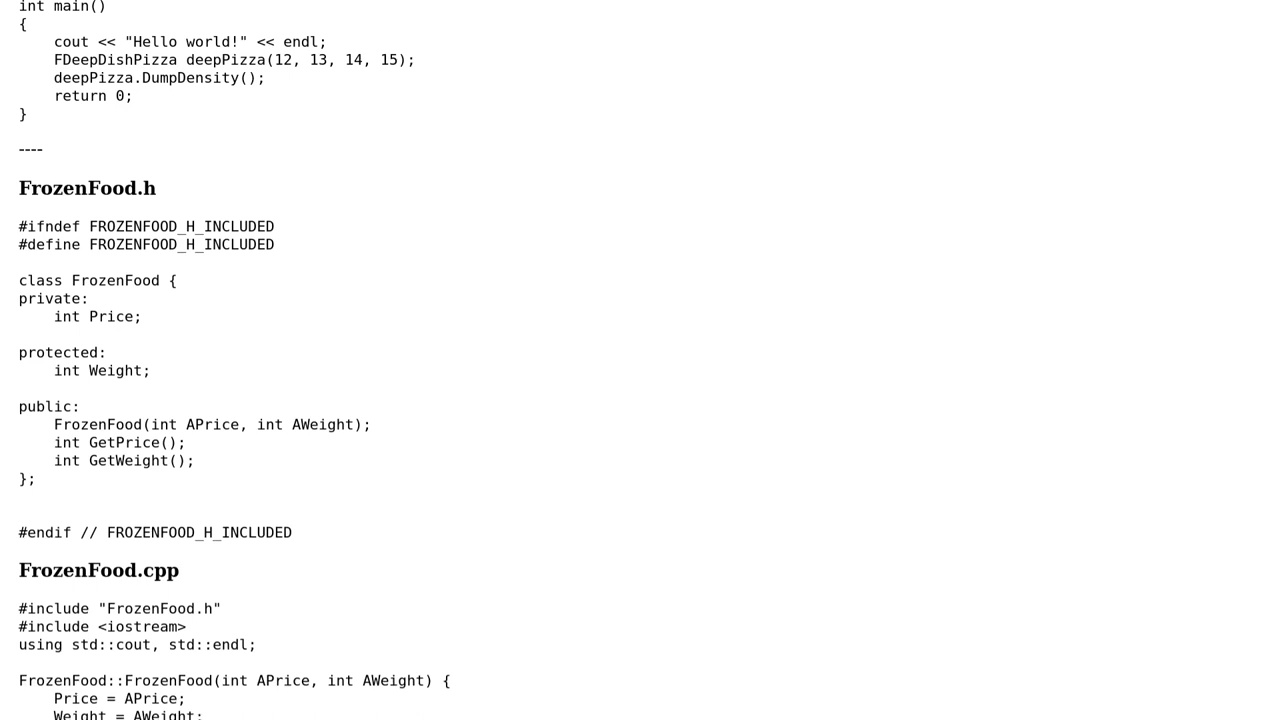 int main()
{
    cout << "Hello world!" << endl;
    FDeepDishPizza deepPizza(12, 13, 14, 15);
    deepPizza.DumpDensity();
    return 0;
}
----
FrozenFood.h
#ifndef FROZENFOOD_H_INCLUDED
#define FROZENFOOD_H_INCLUDED
class FrozenFood {
private:
    int Price;
protected:
    int Weight;
public:
    FrozenFood(int APrice, int AWeight);
    int GetPrice();
    int GetWeight();
};
#endif // FROZENFOOD_H_INCLUDED
FrozenFood.cpp
#include "FrozenFood.h"
#include <iostream>
using std::cout, std::endl;
FrozenFood::FrozenFood(int APrice, int AWeight) {
    Price = APrice;
    Weight = AWeight;